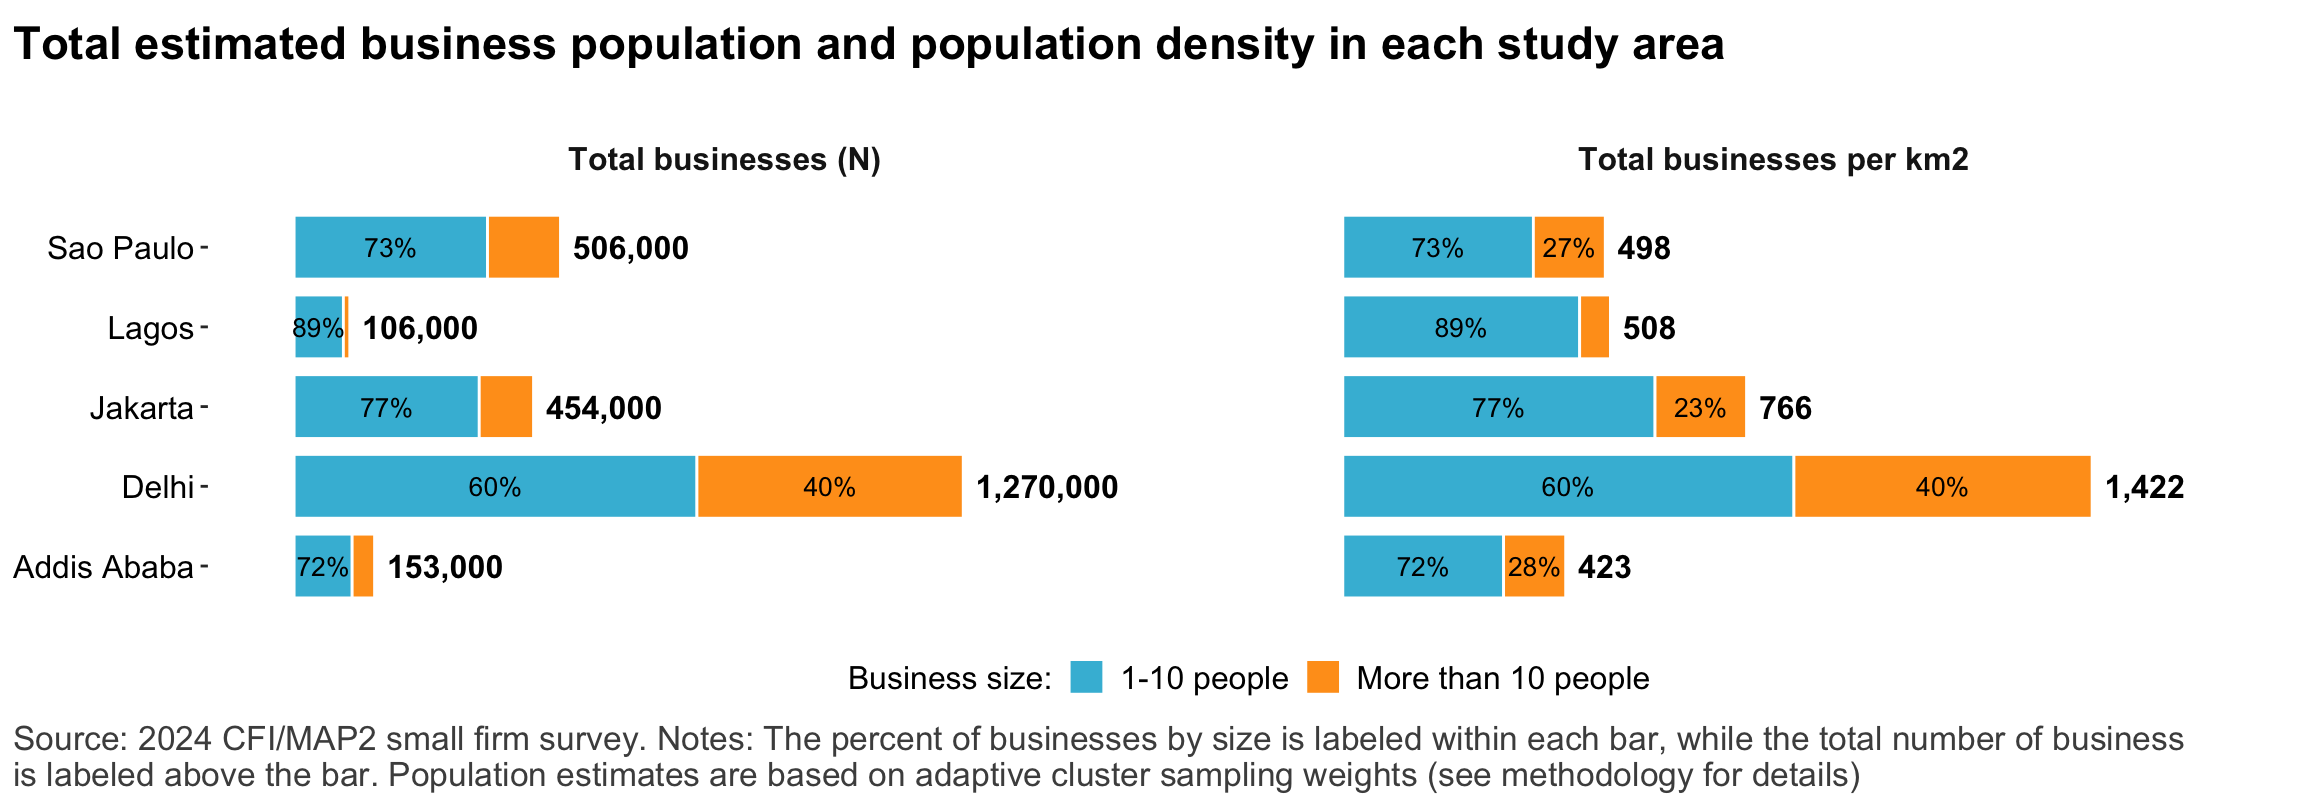 Total estimated business population and population density in each study area
Total businesses (N)
Total businesses per km2
Sao Paulo
73%
506,000
73%
27%
498
Lagos
89%
106,000
89%
508
Jakarta
77%
454,000
77%
23%
766
Delhi
60%
40%
1,270,000
60%
40%
1,422
Addis Ababa
72%
153,000
72%
28%
423
Business size: 1-10 people More than 10 people
Source: 2024 CFI/MAP2 small firm survey. Notes: The percent of businesses by size is labeled within each bar, while the total number of business
is labeled above the bar. Population estimates are based on adaptive cluster sampling weights (see methodology for details)